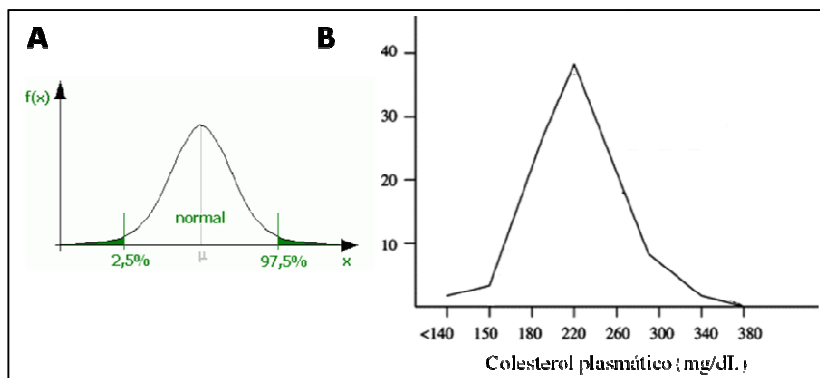 A
B
f(x)
normal
2,5%
μ
97,5%
x
40
30
20
10
<140 150 180 220 260 300 340 380
Colesterol plasmático (mg/dL)